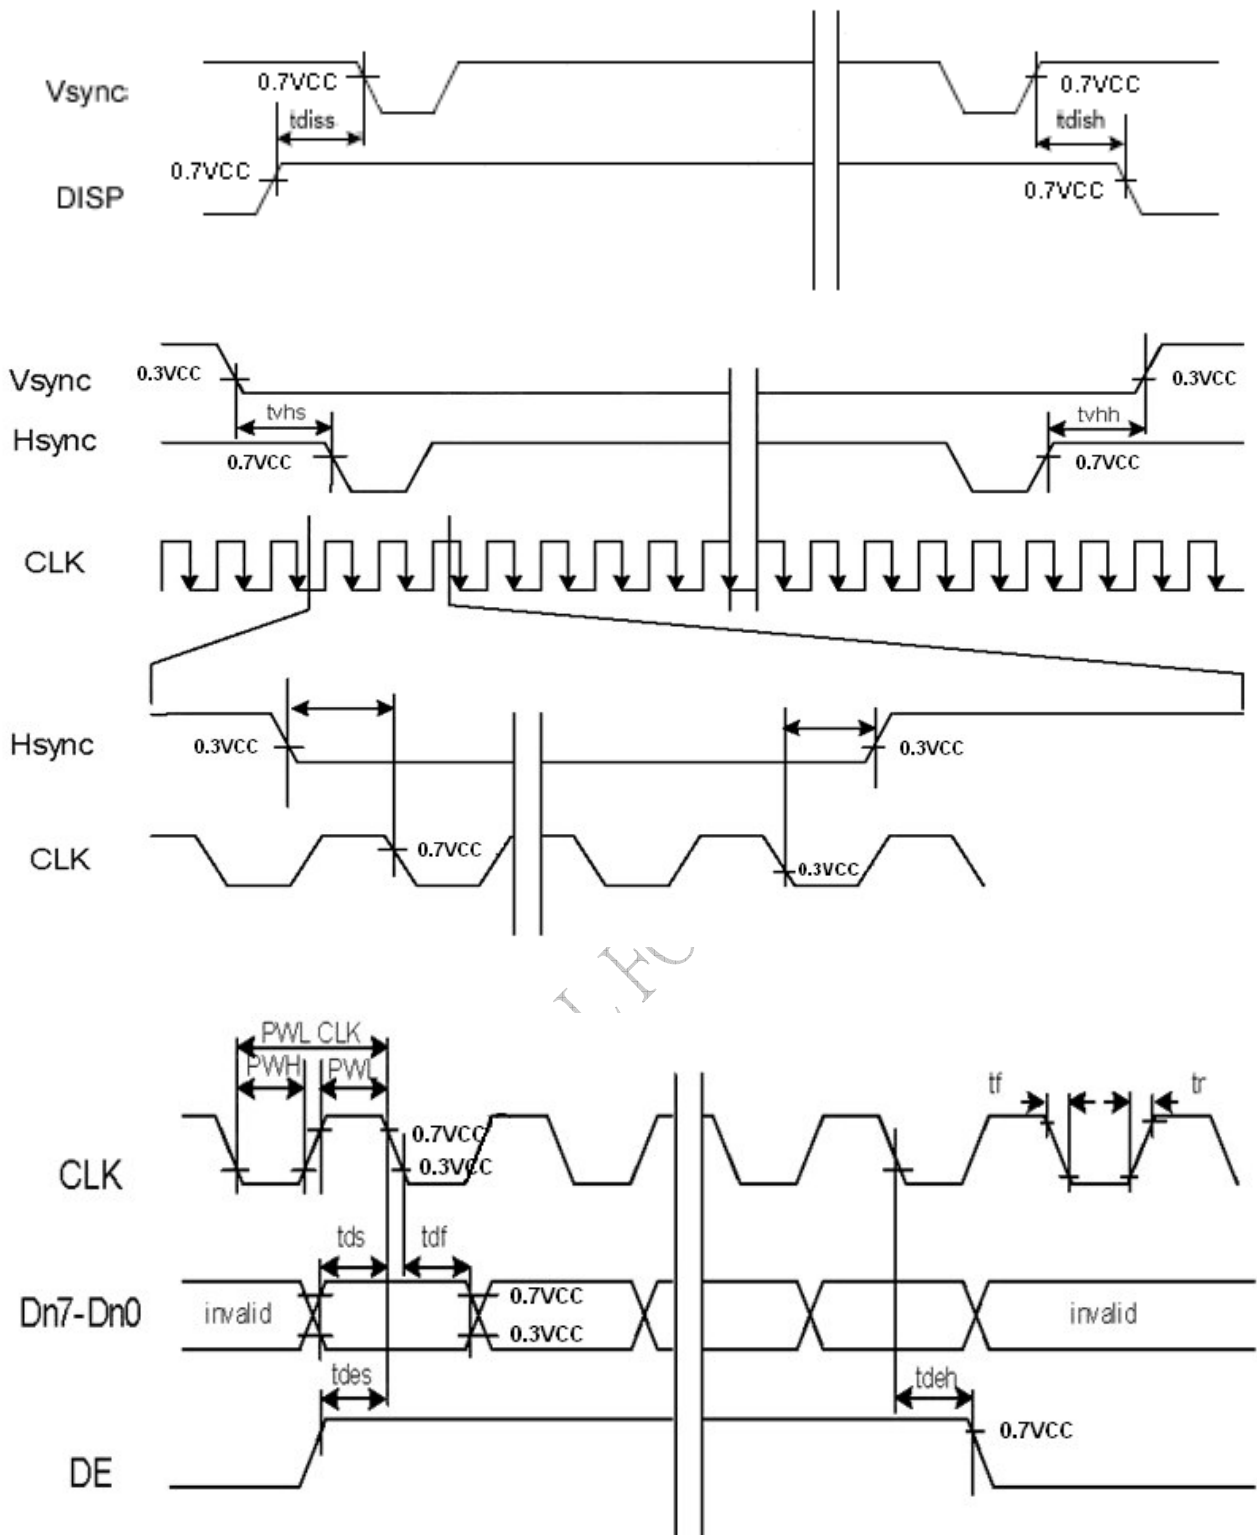 0.7VCC
0.7VCC
Vsync
tdiss
tdish
0.7VCC
0.7VCC
DISP
0.3VCC
0.3VCC
Vsync
tvhs
tvhh
Hsync
0.7VCC
0.7VCC
CLK
Hsync
0.3VCC
0.3VCC
CLK
0.7VCC
0.3VCC
PWL CLK
PWH
PWL
tf
tr
0.7VCC
0.3VCC
CLK
tds
tdf
0.7VCC
Dn7-Dn0
invalid
invalid
0.3VCC
tdes
tdeh
0.7VCC
DE